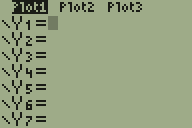 Plot1 Plot2 Plot3
\Y1=
\Y2=
\Y3=
\Y4=
\Y5=
\Y6=
\Y7=